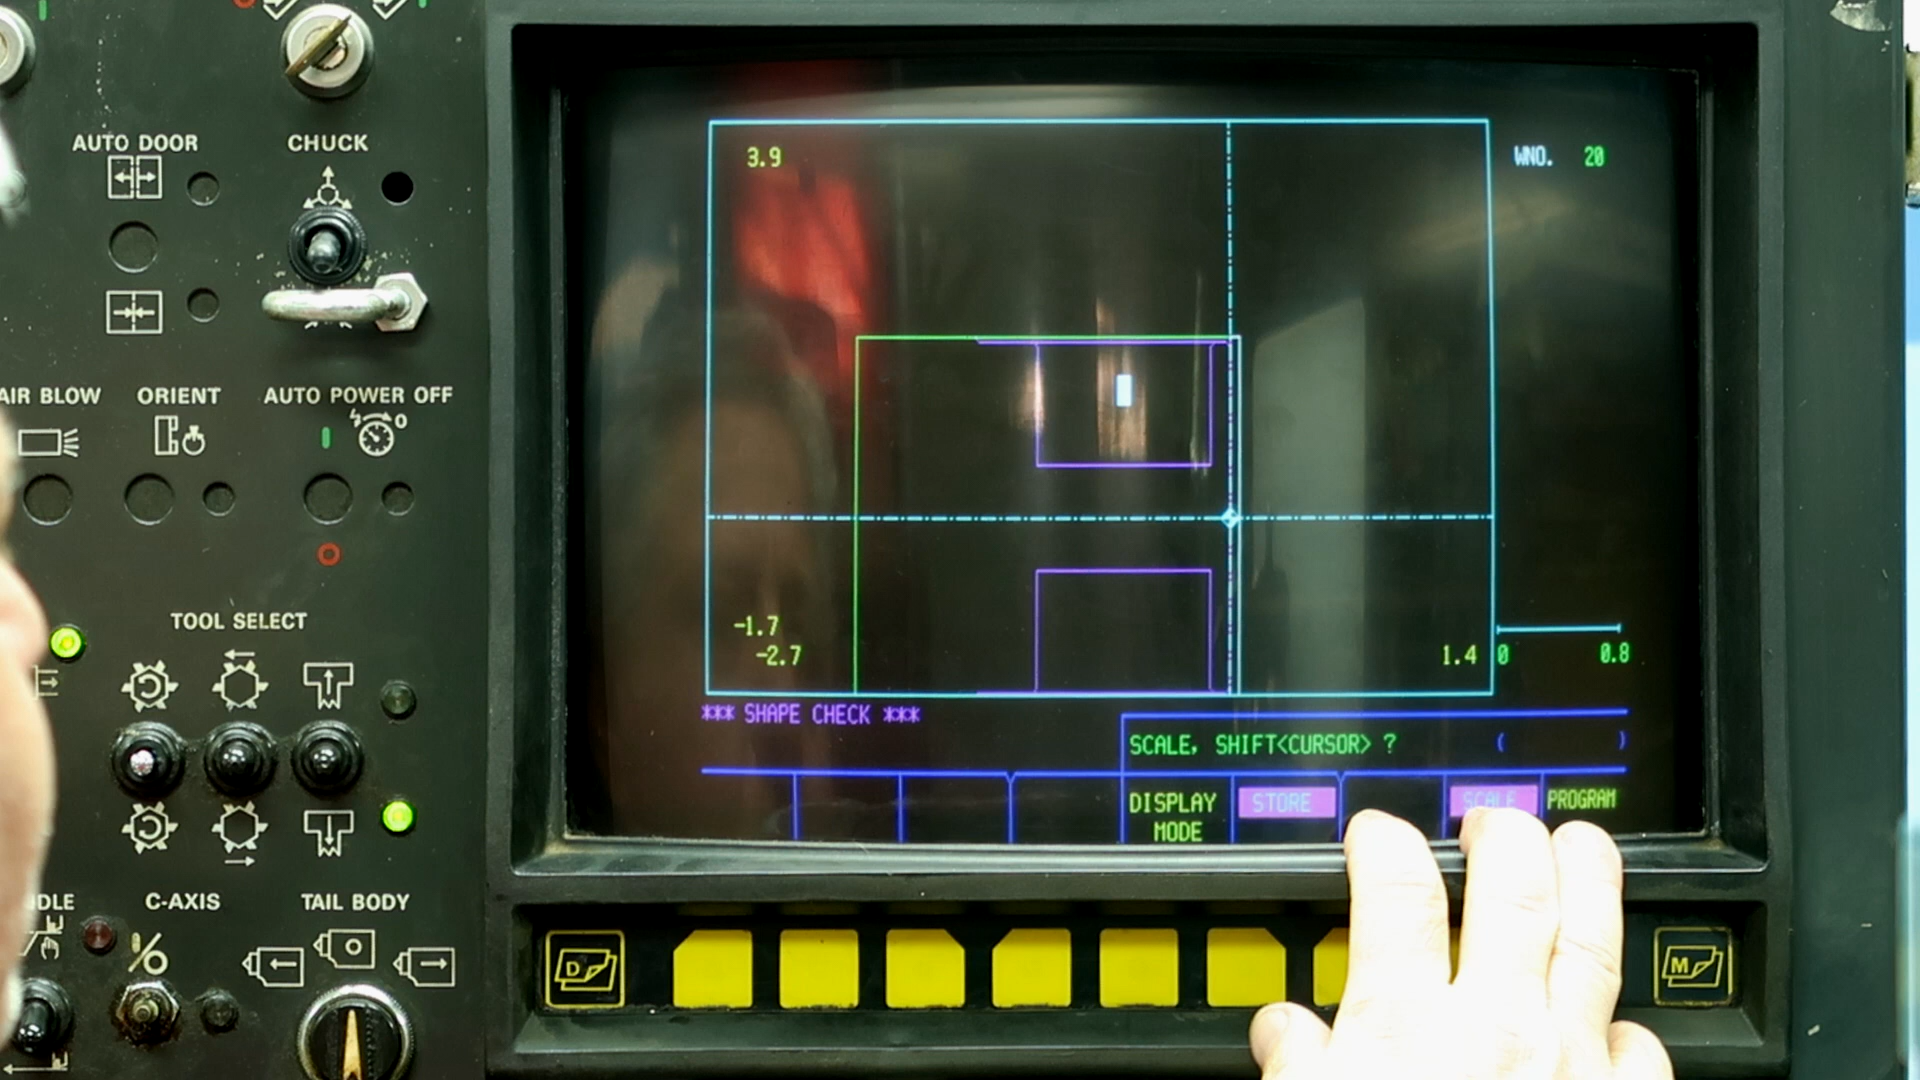 AUTO DOOR
CHUCK
AIR BLOW
ORIENT
AUTO POWER OFF
0
TOOL SELECT
C-AXIS
TAIL BODY
3.9
WNO. 20
-1.7
-2.7
1.4
0
0.8
*** SHAPE CHECK ***
SCALE, SHIFT<CURSOR> ? ( )
DISPLAY MODE
STORE
SCALE
PROGRAM
D
M